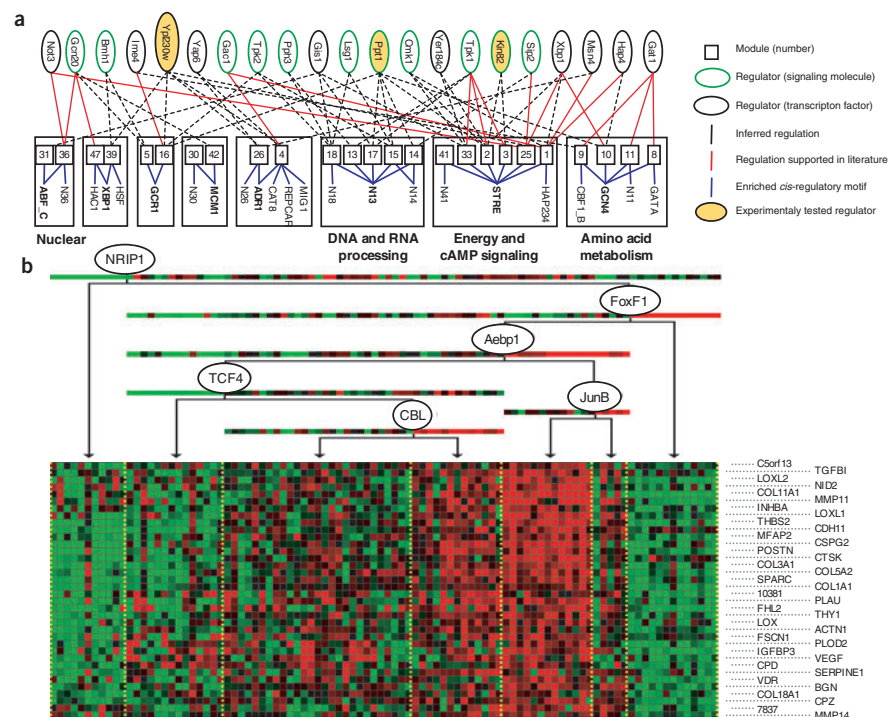 a
Not3 Gcn20 Bmh1 Ime4 Ypl230w Yap6 Gac1 Tpk2 Pph3 Gis1 Lsg1 Ppt1 Cmk1 Yer184c Tpk1 Kin82 Sip2 Xbp1 Msn4 Hap4 Gat1
Module (number)
Regulator (signaling molecule)
Regulator (transcripton factor)
Inferred regulation
Regulation supported in literature
Enriched cis-regulatory motif
Experimentaly tested regulator
31 36 47 39 5 16 30 42 26 4 18 13 17 15 14 41 33 2 3 25 1 9 10 11 8
ABF_C N36 HAC1 XBP1 HSF GCR1 N30 MCM1 N26 ADR1 CAT8 REPCAR MIG1 N18 N13 N14 N41 STRE HAP234 CBF1_B GCN4 N11 GATA
Nuclear
DNA and RNA
processing
Energy and
cAMP signaling
Amino acid
metabolism
b
NRIP1
FoxF1
Aebp1
TCF4
JunB
CBL
C5orf13
TGFBI
LOXL2
NID2
COL11A1
MMP11
INHBA
LOXL1
THBS2
CDH11
MFAP2
CSPG2
POSTN
CTSK
COL3A1
COL5A2
SPARC
COL1A1
10381
PLAU
FHL2
THY1
LOX
ACTN1
FSCN1
PLOD2
IGFBP3
VEGF
CPD
SERPINE1
VDR
BGN
COL18A1
CPZ
7837
MMP14